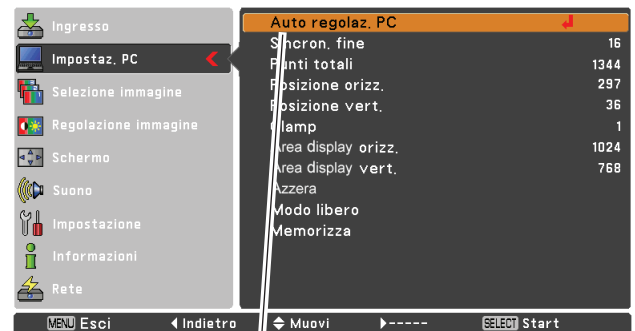 Ingresso
Impostaz. PC
Selezione immagine
Regolazione immagine
Schermo
Suono
Impostazione
Informazioni
Rete
Auto regolaz. PC
Sincron. fine 16
Punti totali 1344
Posizione orizz. 297
Posizione vert. 36
Clamp 1
Area display orizz. 1024
Area display vert. 768
Azzera
Modo libero
Memorizza
MENU Esci Indietro Muovi ----- SELECT Start